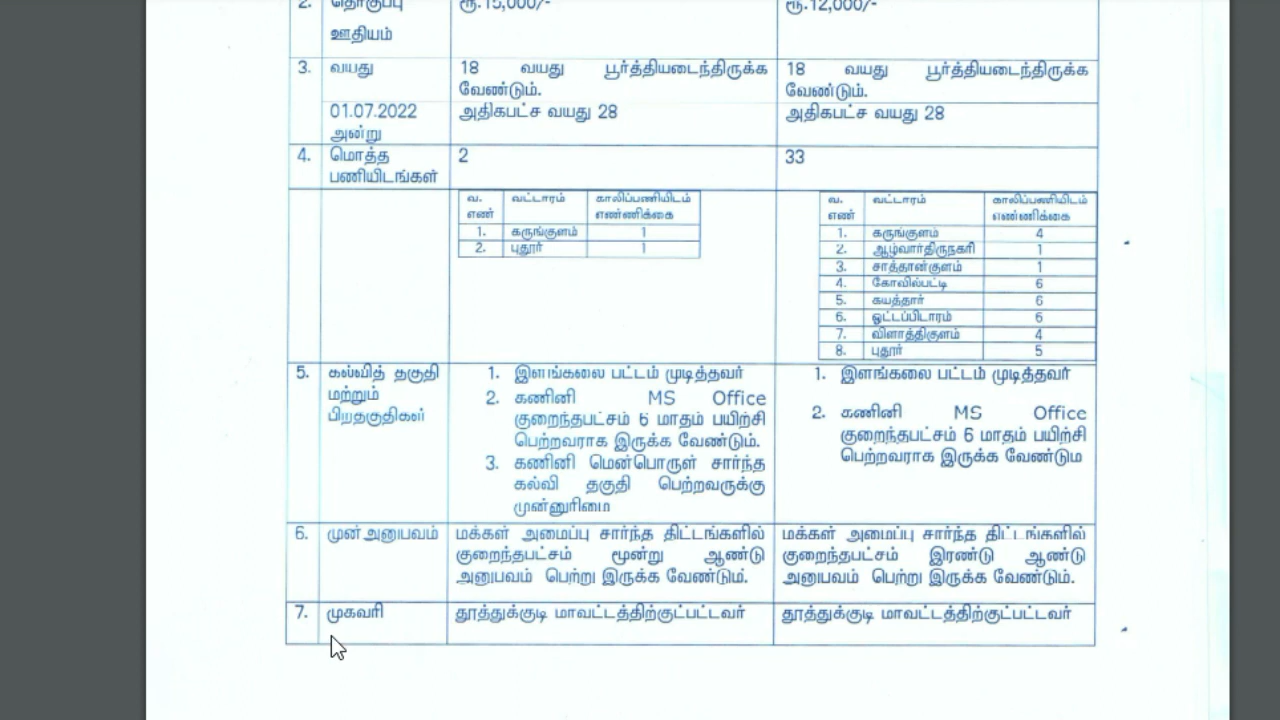 2. தொகுப்பு ரூ.15,000/- ரூ.12,000/-
ஊதியம்
3. வயது 18 வயது பூர்த்தியடைந்திருக்க 18 வயது பூர்த்தியடைந்திருக்க
வேண்டும். வேண்டும்.
01.07.2022 அதிகபட்ச வயது 28 அதிகபட்ச வயது 28
அன்று
4. மொத்த 2 33
பணியிடங்கள்
வ. வட்டாரம் காலிப்பணியிடம் வ. வட்டாரம் காலிப்பணியிடம்
எண் எண்ணிக்கை எண் எண்ணிக்கை
1. கருங்குளம் 1 1. கருங்குளம் 4
2. புதூர் 1 2. ஆழ்வார்திருநகரி 1
3. சாத்தான்குளம் 1
4. கோவில்பட்டி 6
5. கயத்தார் 6
6. ஓட்டப்பிடாரம் 6
7. விளாத்திகுளம் 4
8. புதூர் 5
5. கல்வித் தகுதி 1. இளங்கலை பட்டம் முடித்தவர் 1. இளங்கலை பட்டம் முடித்தவர்
மற்றும் 2. கணினி MS Office 2. கணினி MS Office
பிறதகுதிகள் குறைந்தபட்சம் 6 மாதம் பயிற்சி குறைந்தபட்சம் 6 மாதம் பயிற்சி
பெற்றவராக இருக்க வேண்டும். பெற்றவராக இருக்க வேண்டும
3. கணினி மென்பொருள் சார்ந்த
கல்வி தகுதி பெற்றவருக்கு
முன்னுரிமை
6. முன் அனுபவம் மக்கள் அமைப்பு சார்ந்த திட்டங்களில் மக்கள் அமைப்பு சார்ந்த திட்டங்களில்
குறைந்தபட்சம் மூன்று ஆண்டு குறைந்தபட்சம் இரண்டு ஆண்டு
அனுபவம் பெற்று இருக்க வேண்டும். அனுபவம் பெற்று இருக்க வேண்டும்.
7. முகவரி தூத்துக்குடி மாவட்டத்திற்குட்பட்டவர் தூத்துக்குடி மாவட்டத்திற்குட்பட்டவர்